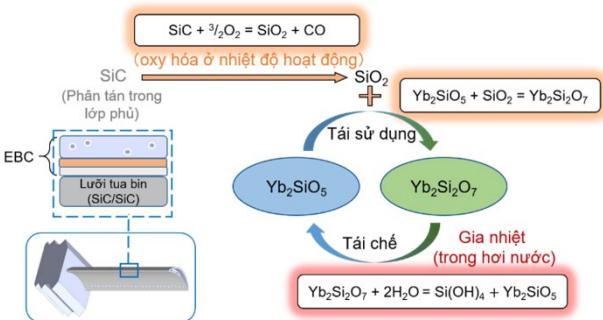 SiC + ³/₂O₂ = SiO₂ + CO
(oxy hóa ở nhiệt độ hoạt động)
SiC
(Phân tán trong
lớp phủ)
SiO₂
+
Yb₂SiO₅ + SiO₂ = Yb₂Si₂O₇
Tái sử dụng
EBC
Lưỡi tua bin
(SiC/SiC)
Yb₂SiO₅
Yb₂Si₂O₇
Tái chế
Gia nhiệt
(trong hơi nước)
Yb₂Si₂O₇ + 2H₂O = Si(OH)₄ + Yb₂SiO₅